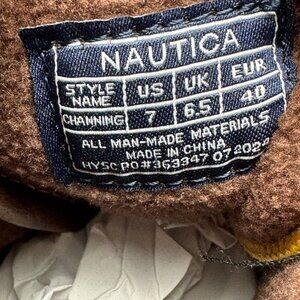 NAUTICA
STYLE NAME US UK EUR
CHANNING 7 6.5 40
ALL MAN-MADE MATERIALS
MADE IN CHINA
HYSC PO#363347 07 2022